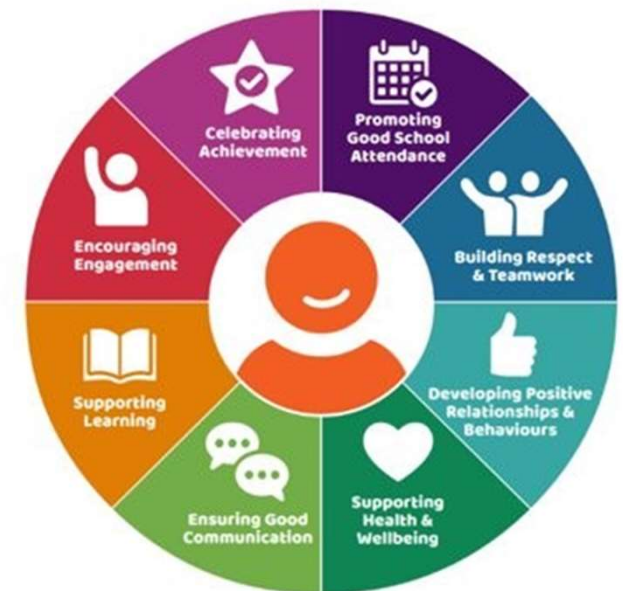 Celebrating
Achievement
Promoting
Good School
Attendance
Building Respect
& Teamwork
Developing Positive
Relationships &
Behaviours
Supporting
Health &
Wellbeing
Ensuring Good
Communication
Supporting
Learning
Encouraging
Engagement